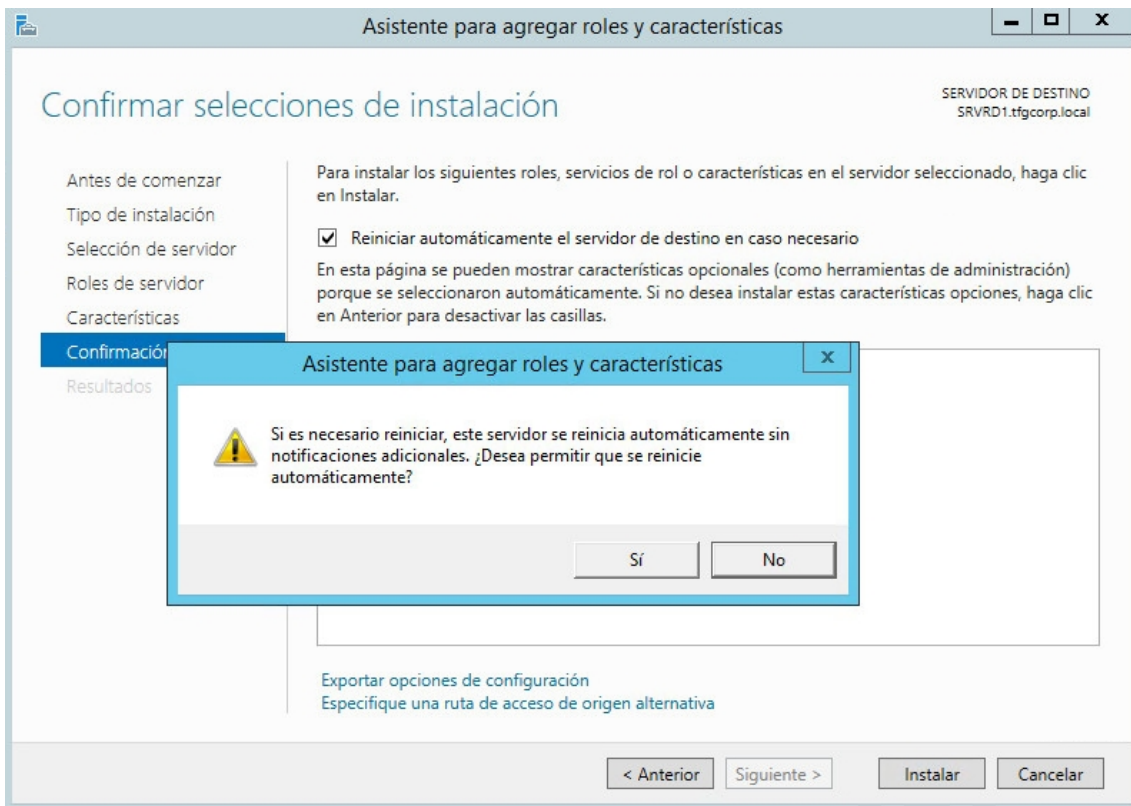 Asistente para agregar roles y características
Confirmar selecciones de instalación
SERVIDOR DE DESTINO
SRVRD1.tfgcorp.local
Antes de comenzar
Tipo de instalación
Selección de servidor
Roles de servidor
Características
Confirmación
Resultados
Para instalar los siguientes roles, servicios de rol o características en el servidor seleccionado, haga clic
en Instalar.
Reiniciar automáticamente el servidor de destino en caso necesario
En esta página se pueden mostrar características opcionales (como herramientas de administración)
porque se seleccionaron automáticamente. Si no desea instalar estas características opciones, haga clic
en Anterior para desactivar las casillas.
Asistente para agregar roles y características
Si es necesario reiniciar, este servidor se reinicia automáticamente sin
notificaciones adicionales. ¿Desea permitir que se reinicie
automáticamente?
Sí
No
Exportar opciones de configuración
Especifique una ruta de acceso de origen alternativa
< Anterior
Siguiente >
Instalar
Cancelar